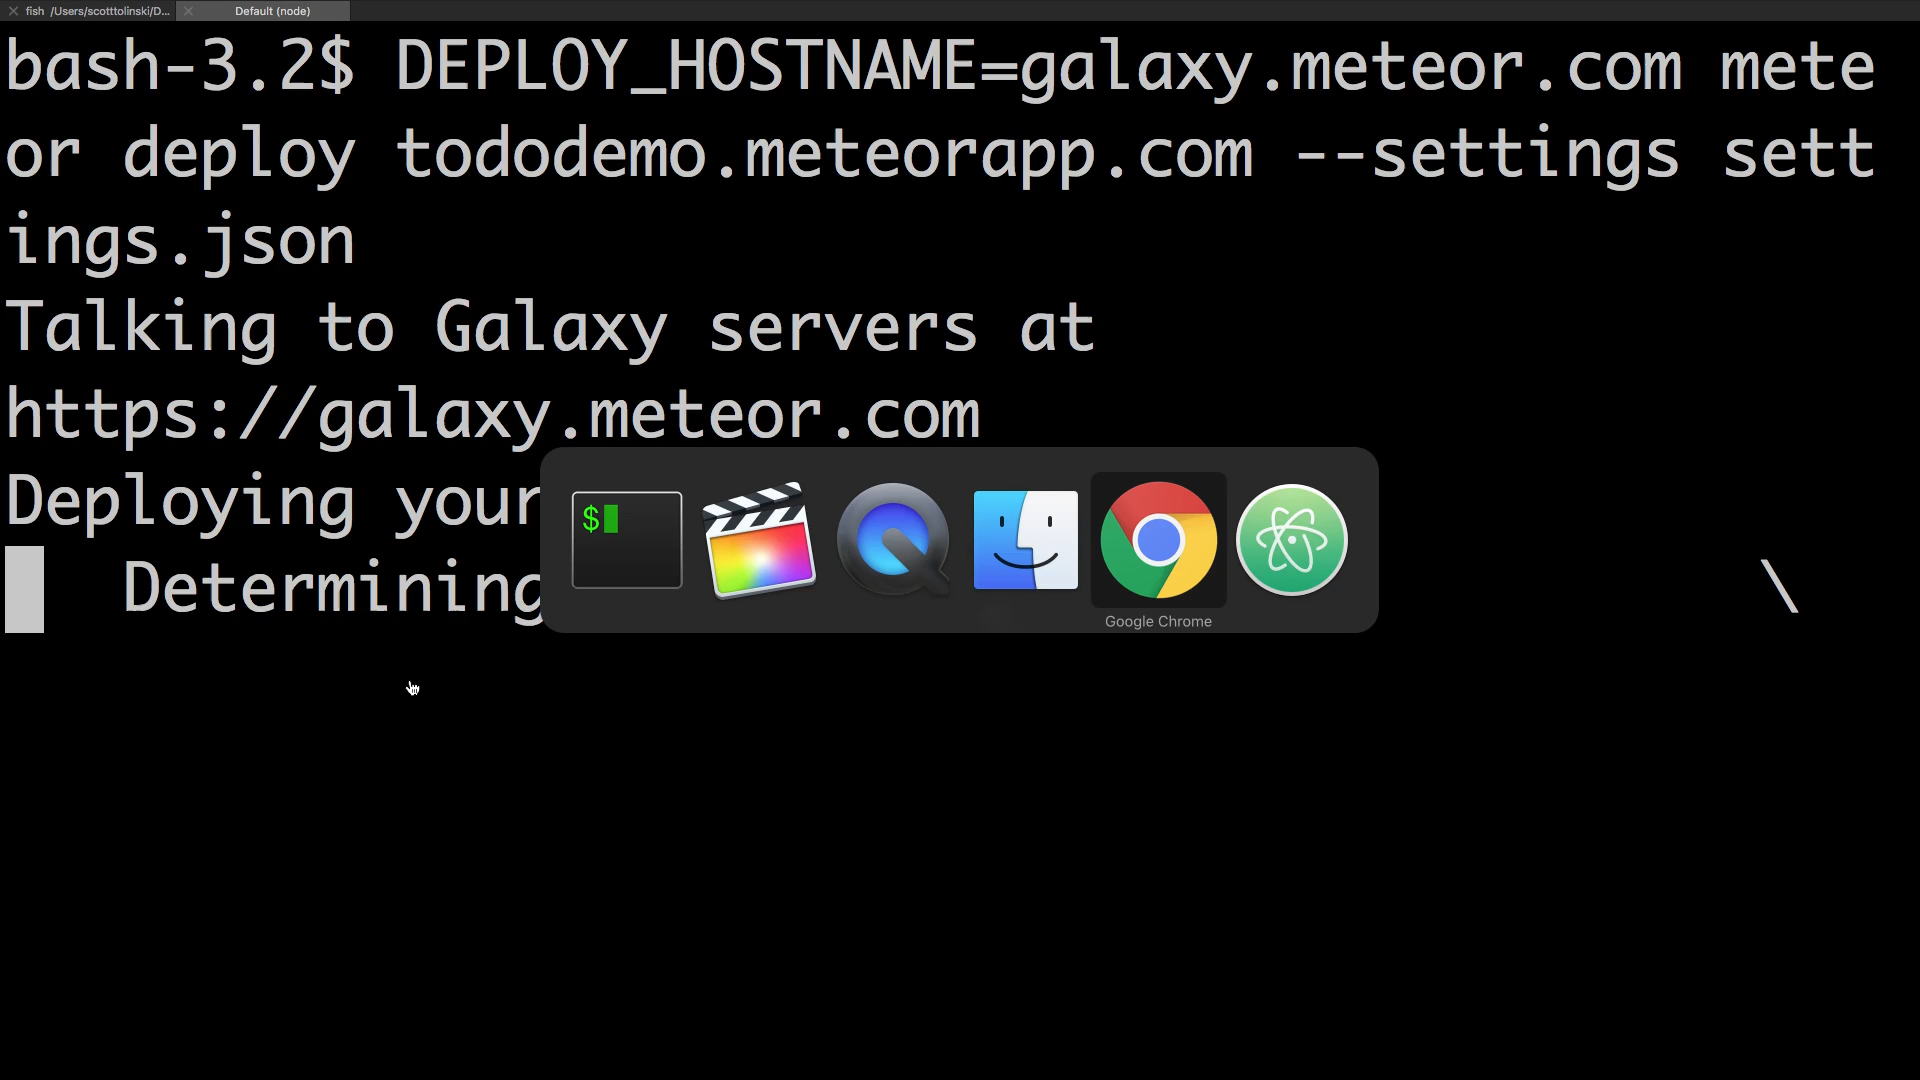 fish /Users/scotttolinski/D...
Default (node)
bash-3.2$ DEPLOY_HOSTNAME=galaxy.meteor.com mete
or deploy tododemo.meteorapp.com --settings sett
ings.json
Talking to Galaxy servers at
https://galaxy.meteor.com
Deploying your
Determining \
$
Google Chrome